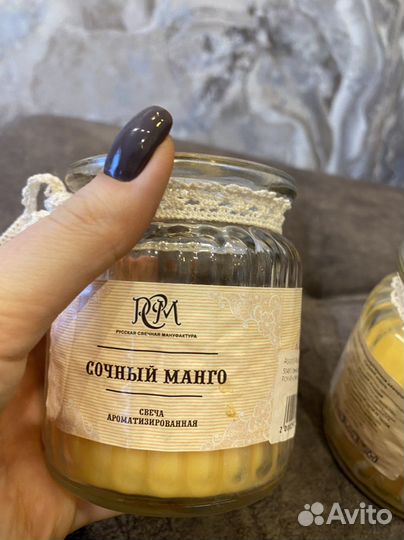 РСМ
РУССКАЯ СВЕЧНАЯ МАНУФАКТУРА
СОЧНЫЙ МАНГО
СВЕЧА
АРОМАТИЗИРОВАННАЯ
Avito